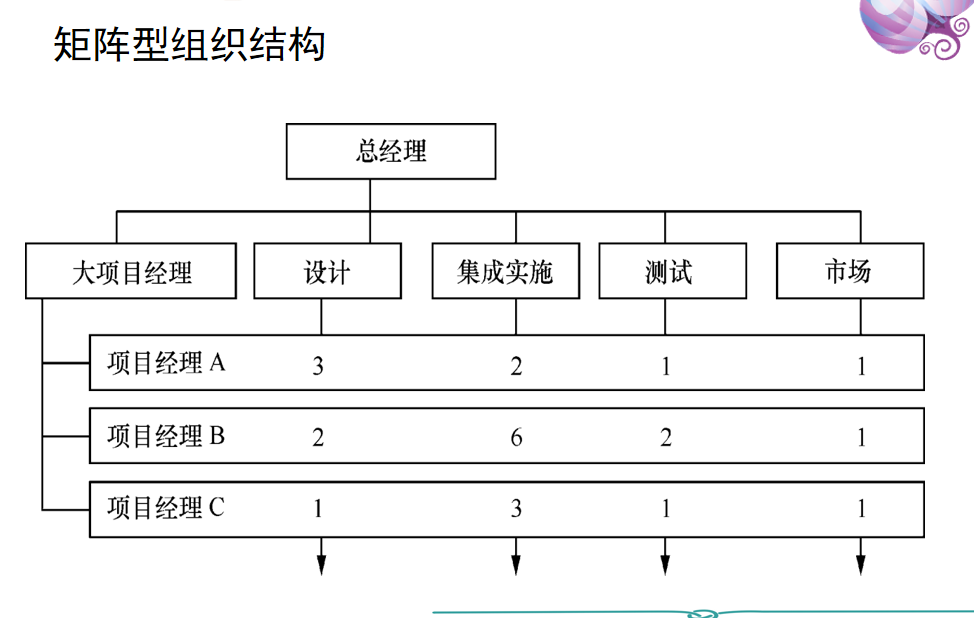 矩阵型组织结构
总经理
大项目经理 设计 集成实施 测试 市场
项目经理 A 3 2 1 1
项目经理 B 2 6 2 1
项目经理 C 1 3 1 1